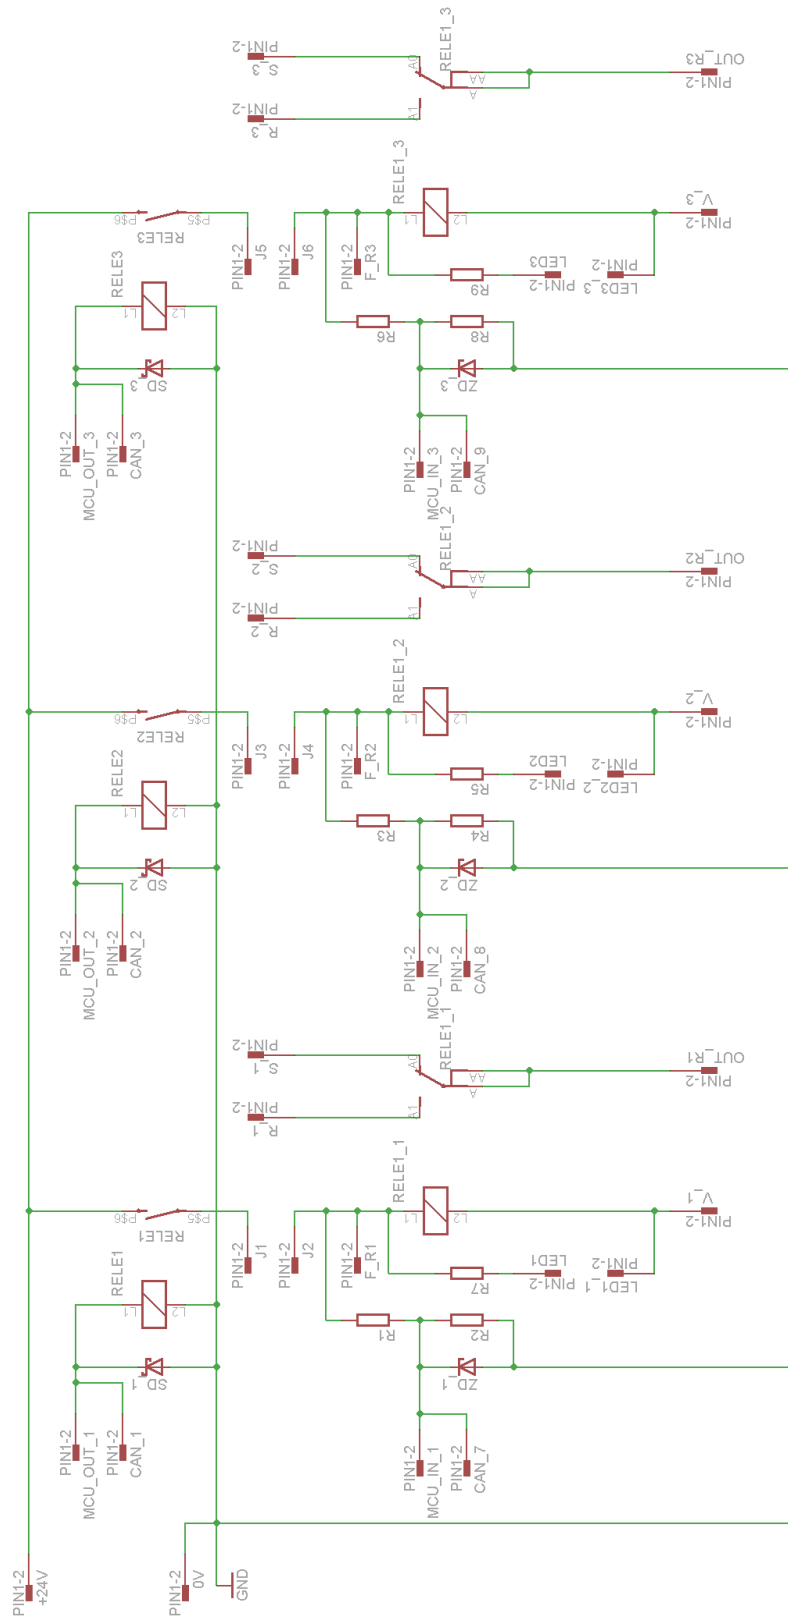 PIN1-2
S_3
PIN1-2
R_3
A0
A1
RELE1_3
AA
A
OUT_R3
PIN1-2
P$6
P$5
RELE3
PIN1-2
J5
PIN1-2
J6
PIN1-2
F_R3
RELE1_3
L1
L2
V_3
PIN1-2
R9
LED3
PIN1-2
PIN1-2
LED3_3
RELE3
L1
L2
R6
R8
SD_3
ZD_3
PIN1-2
MCU_OUT_3
PIN1-2
CAN_3
PIN1-2
MCU_IN_3
PIN1-2
CAN_9
PIN1-2
S_2
PIN1-2
R_2
A0
A1
RELE1_2
AA
A
OUT_R2
PIN1-2
P$6
P$5
RELE2
PIN1-2
J3
PIN1-2
J4
PIN1-2
F_R2
RELE1_2
L1
L2
V_2
PIN1-2
R5
LED2
PIN1-2
PIN1-2
LED2_2
RELE2
L1
L2
R3
R4
SD_2
ZD_2
PIN1-2
MCU_OUT_2
PIN1-2
CAN_2
PIN1-2
MCU_IN_2
PIN1-2
CAN_8
PIN1-2
S_1
PIN1-2
R_1
A0
A1
RELE1_1
AA
A
OUT_R1
PIN1-2
P$6
P$5
RELE1
PIN1-2
J1
PIN1-2
J2
PIN1-2
F_R1
RELE1_1
L1
L2
V_1
PIN1-2
R7
LED1
PIN1-2
PIN1-2
LED1_1
RELE1
L1
L2
R1
R2
SD_1
ZD_1
PIN1-2
MCU_OUT_1
PIN1-2
CAN_1
PIN1-2
MCU_IN_1
PIN1-2
CAN_7
PIN1-2
+24V
PIN1-2
0V
GND